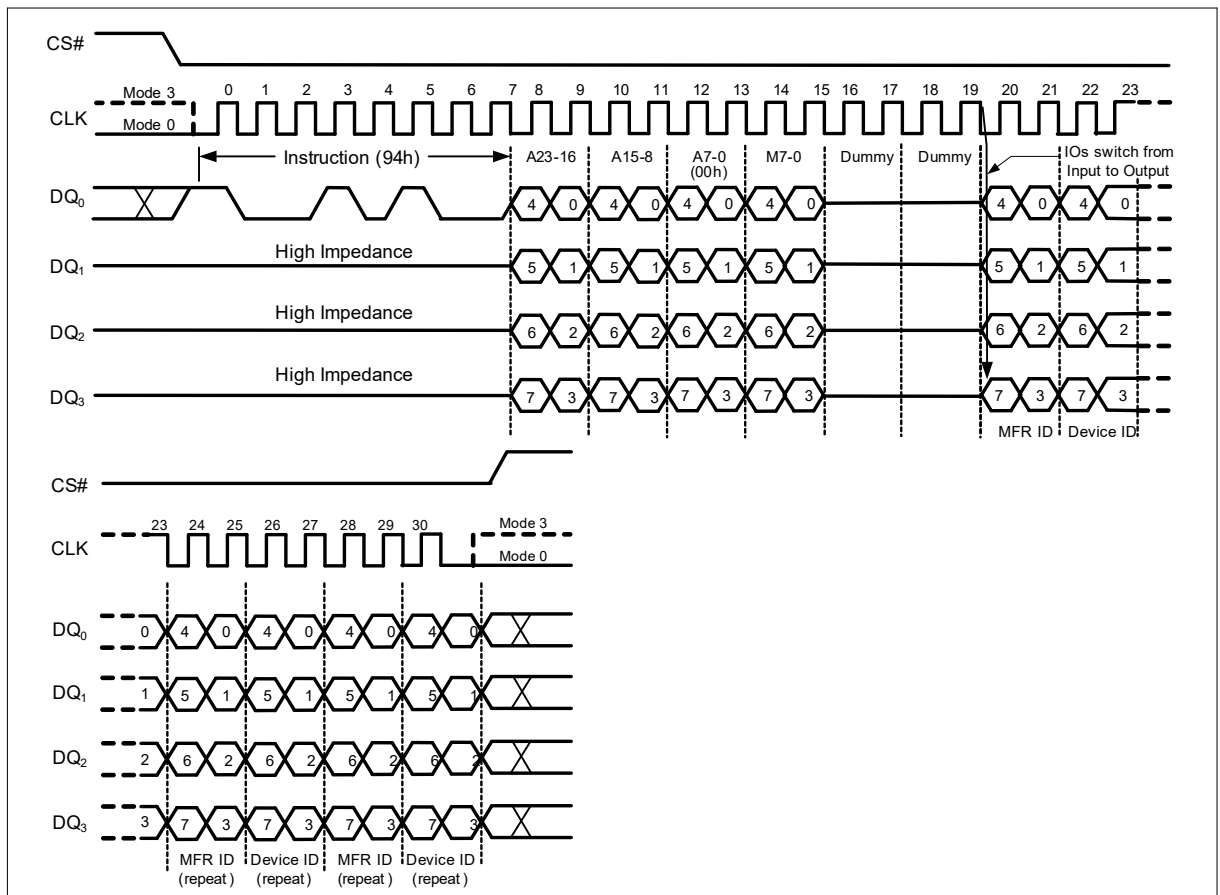 CS#
Mode 3
0 1 2 3 4 5 6 7 8 9 10 11 12 13 14 15 16 17 18 19 20 21 22 23
CLK
Mode 0
Instruction (94h) A23-16 A15-8 A7-0 M7-0 Dummy Dummy IOs switch from
(00h) Input to Output
DQ0 4 0 4 0 4 0 4 0 4 0 4 0
High Impedance
DQ1 5 1 5 1 5 1 5 1 5 1 5 1
High Impedance
DQ2 6 2 6 2 6 2 6 2 6 2 6 2
High Impedance
DQ3 7 3 7 3 7 3 7 3 7 3 7 3
MFR ID Device ID
CS#
23 24 25 26 27 28 29 30 Mode 3
CLK
Mode 0
DQ0 0 4 0 4 0 4 0 4 0
DQ1 1 5 1 5 1 5 1 5 1
DQ2 2 6 2 6 2 6 2 6 2
DQ3 3 7 3 7 3 7 3 7 3
MFR ID Device ID MFR ID Device ID
(repeat) (repeat) (repeat) (repeat)